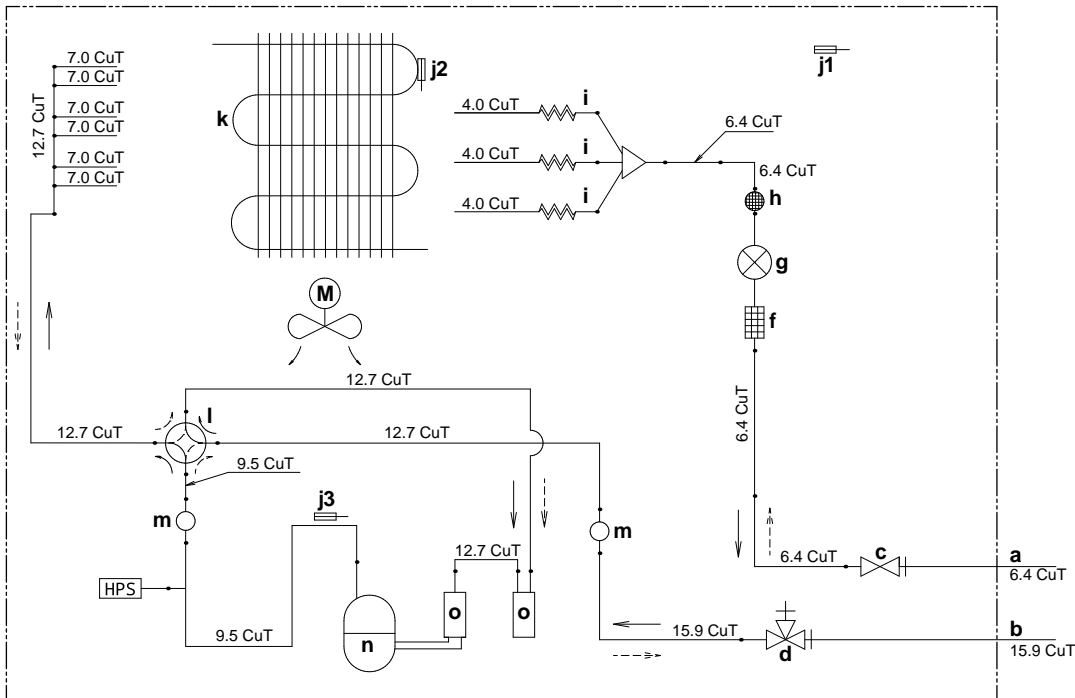 7.0 CuT
7.0 CuT
7.0 CuT
7.0 CuT
7.0 CuT
7.0 CuT
12.7 CuT
k
j2
j1
4.0 CuT
i
4.0 CuT
i
4.0 CuT
i
6.4 CuT
6.4 CuT
h
g
f
M
12.7 CuT
l
12.7 CuT
12.7 CuT
9.5 CuT
6.4 CuT
m
j3
m
12.7 CuT
HPS
9.5 CuT
n
o
o
6.4 CuT
c
a
6.4 CuT
15.9 CuT
d
b
15.9 CuT